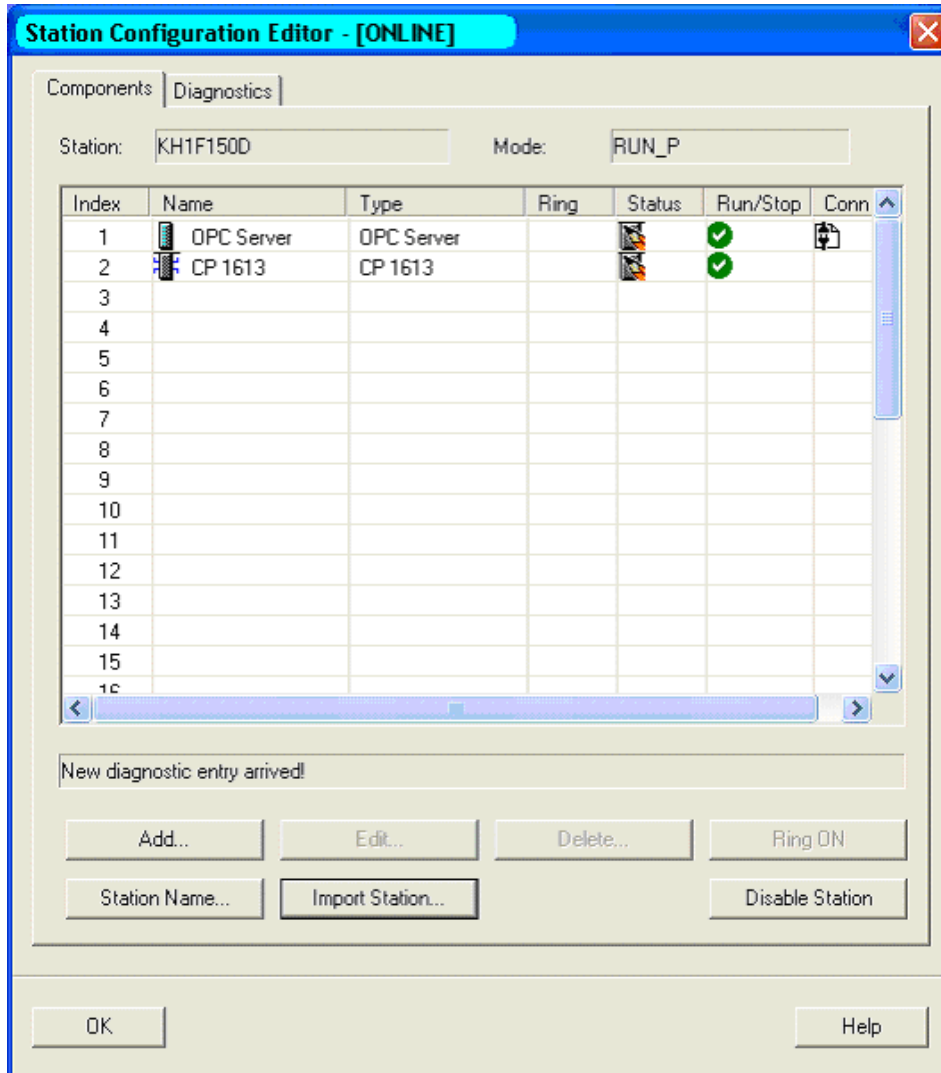 Station Configuration Editor - [ONLINE]
Components Diagnostics
Station: KH1F150D Mode: RUN_P
Index Name Type Ring Status Run/Stop Conn
1 OPC Server OPC Server
2 CP 1613 CP 1613
3
4
5
6
7
8
9
10
11
12
13
14
15
16
New diagnostic entry arrived!
Add... Edit... Delete... Ring ON
Station Name... Import Station... Disable Station
OK Help